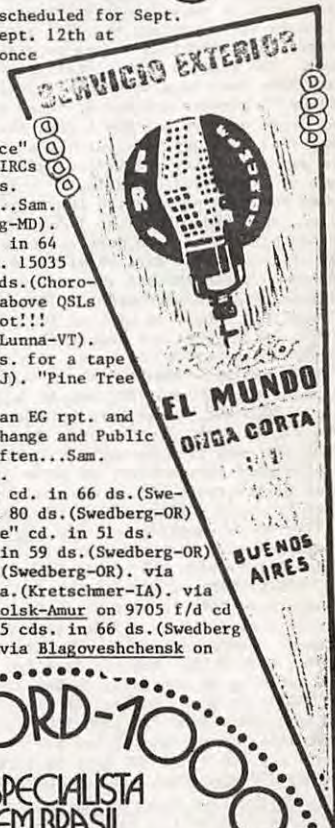 scheduled for Sept.
ept. 12th at
once
ce"
IRCs
s.
...Sam.
g-MD).
in 64
. 15035
ds.(Choro-
above QSLs
ot!!!
Lunna-VT).
s. for a tape
J). "Pine Tree
an EG rpt. and
change and Public
ften...Sam.
cd. in 66 ds.(Swe-
80 ds.(Swedberg-OR)
e" cd. in 51 ds.
in 59 ds.(Swedberg-OR)
(Swedberg-OR). via
a.(Kretschmer-IA). via
olsk-Amur on 9705 f/d cd
5 cds. in 66 ds.(Swedberg
via Blagoveshchensk on
SERVICIO EXTERIOR
LR1
EL MUNDO
ONDA CORTA
BUENOS
AIRES
ORD-1000
SPECIALISTA
EM BRASIL